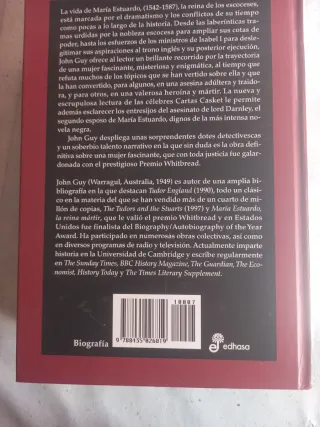 La vida de María Estuardo, (1542-1587), la reina de los escoceses,
está marcada por el dramatismo y los conflictos de su tiempo
como pocas a lo largo de la historia. Desde las laberínticas tra-
mas urdidas por la nobleza escocesa para ampliar sus cotas de
poder, hasta los esfuerzos de los ministros de Isabel I para desle-
gitimar sus aspiraciones al trono inglés y su posterior ejecución,
John Guy ofrece al lector un brillante recorrido por la trayectoria
de una mujer fascinante, misteriosa y enigmática, al tiempo que
refuta muchos de los tópicos que se han vertido sobre ella y que
la han convertido, para algunos, en una asesina adúltera y traido-
ra, y para otros, en una valerosa heroína y mártir. La nueva y
escrupulosa lectura de las célebres Cartas Casket le permite
además esclarecer los entresijos del asesinato de lord Darnley, el
segundo esposo de María Estuardo, dignos de la más intensa no-
vela negra.
John Guy despliega unas sorprendentes dotes detectivescas
y un soberbio talento narrativo en la que sin duda es la obra de-
finitiva sobre una mujer fascinante, que con toda justicia fue galar-
donada con el prestigioso Premio Whitbread.
John Guy (Warragul, Australia, 1949) es autor de una amplia bi-
bliografía en la que destacan Tudor England (1990), todo un clási-
co en la materia del que se han vendido más de un cuarto de mi-
llón de copias, The Tudors and the Stuarts (1997) y María Estuardo,
la reina mártir, que le valió el premio Whitbread y en Estados
Unidos fue finalista del Biography/Autobiography of the Year
Award. Ha participado en numerosas obras colectivas, así como
en diversos programas de radio y televisión. Actualmente imparte
historia en la Universidad de Cambridge y escribe regularmente
en The Sunday Times, BBC History Magazine, The Guardian, The Eco-
nomist, History Today y The Times Literary Supplement.
10007
Biografía
9 788435 026819
edhasa